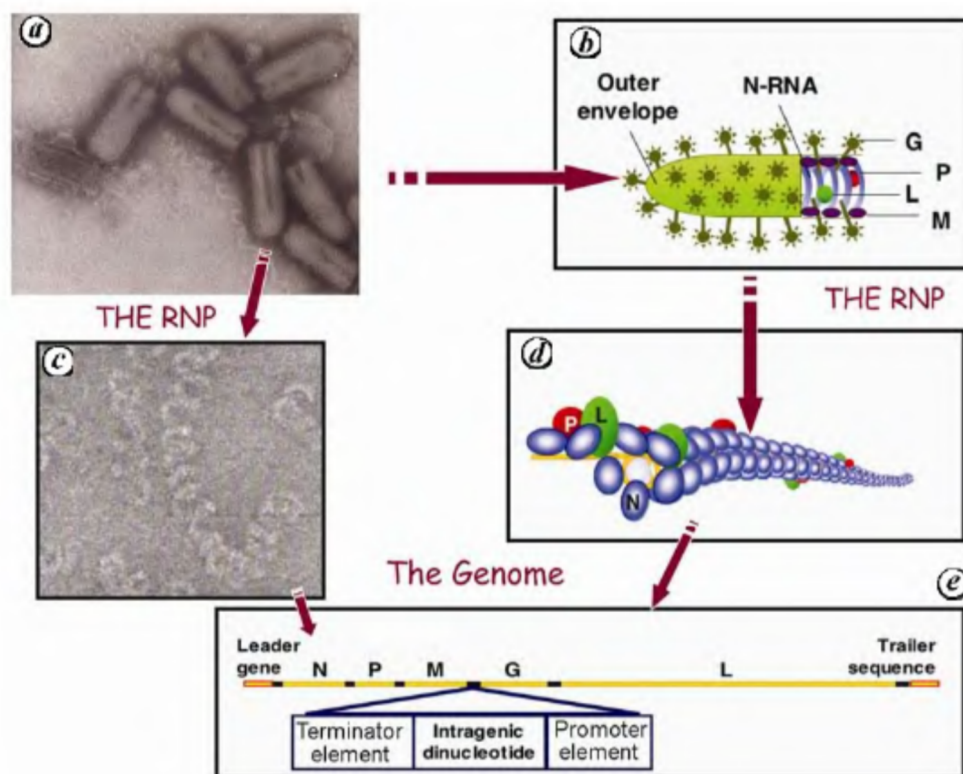 a
b
Outer
envelope
N-RNA
G
P
L
M
THE RNP
THE RNP
c
d
P
L
N
The Genome
e
Leader
gene
N P M G L
Trailer
sequence
Terminator
element
Intragenic
dinucleotide
Promoter
element